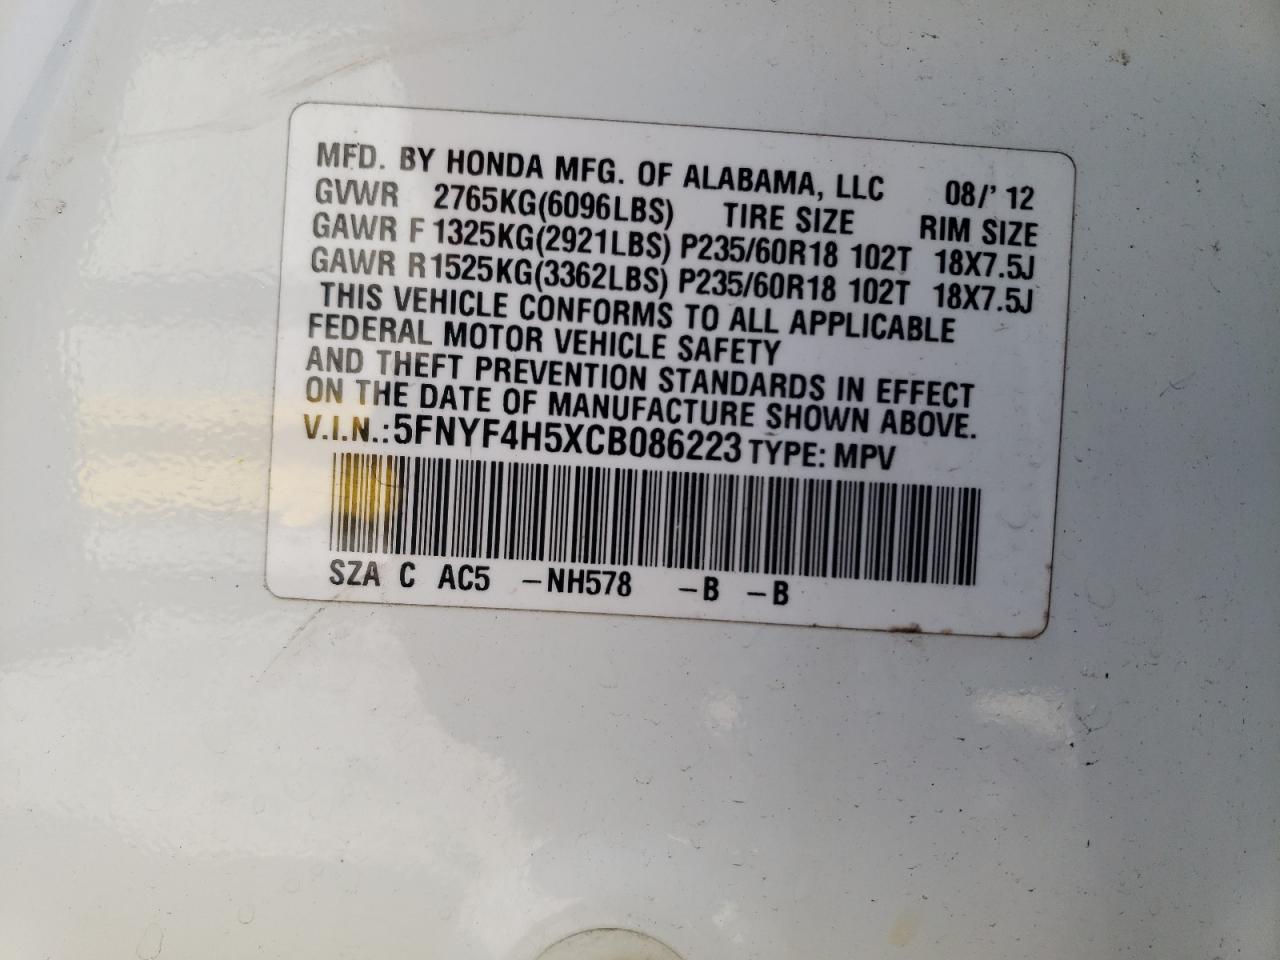 MFD. BY HONDA MFG. OF ALABAMA, LLC 08/' 12
GVWR 2765KG(6096LBS) TIRE SIZE RIM SIZE
GAWR F 1325KG(2921LBS) P235/60R18 102T 18X7.5J
GAWR R 1525KG(3362LBS) P235/60R18 102T 18X7.5J
THIS VEHICLE CONFORMS TO ALL APPLICABLE
FEDERAL MOTOR VEHICLE SAFETY
AND THEFT PREVENTION STANDARDS IN EFFECT
ON THE DATE OF MANUFACTURE SHOWN ABOVE.
V.I.N.: 5FNYF4H5XCB086223 TYPE: MPV
SZA C AC5 –NH578 –B –B